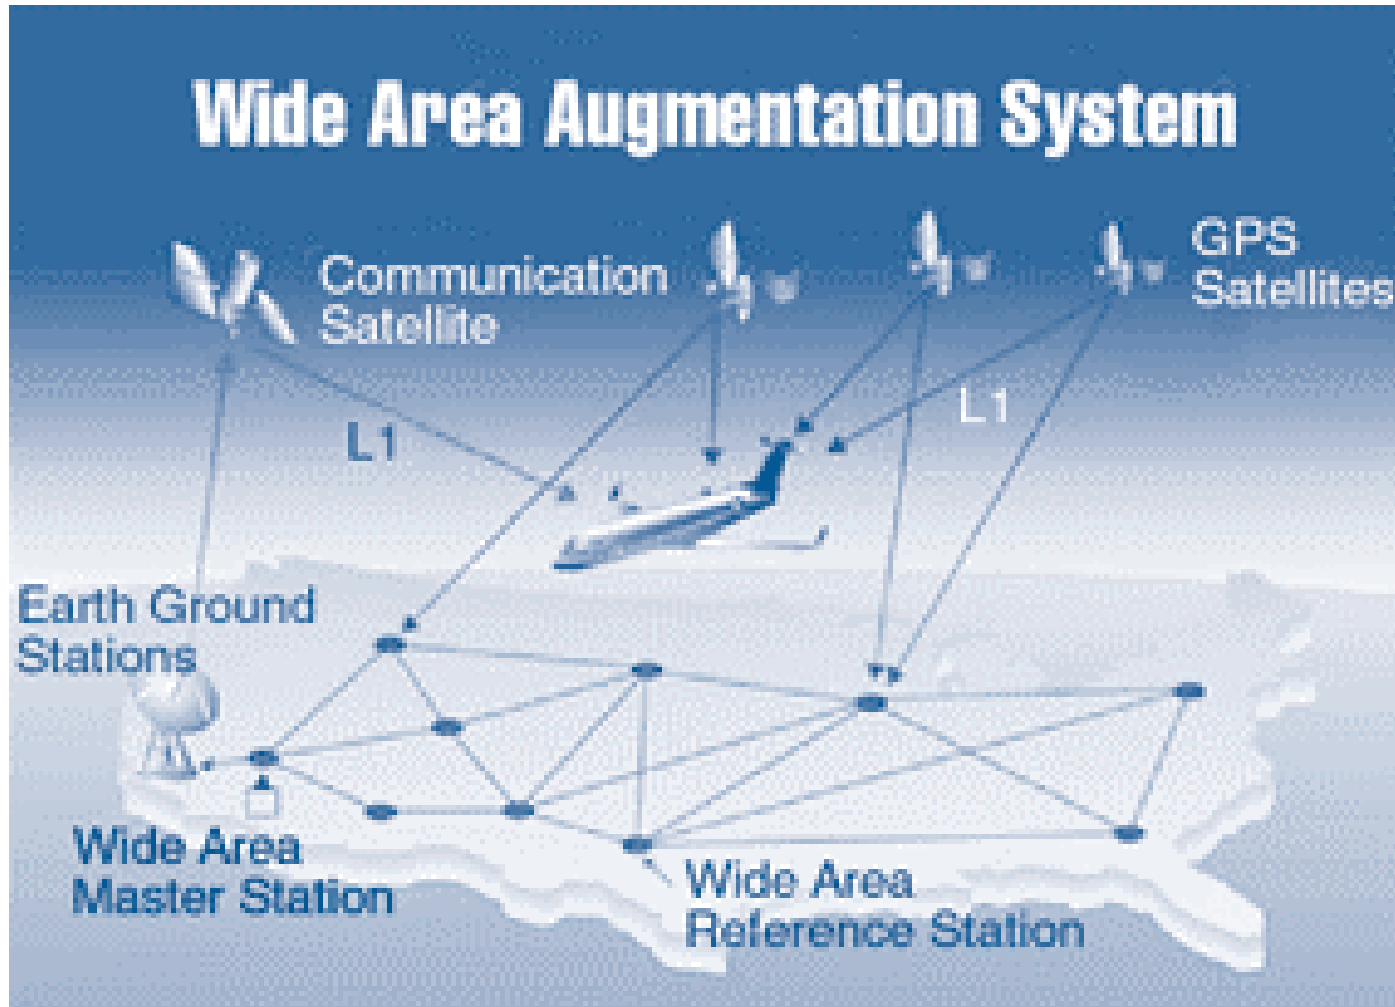 Wide Area Augmentation System
Communication
Satellite
GPS
Satellites
L1
L1
Earth Ground
Stations
Wide Area
Master Station
Wide Area
Reference Station